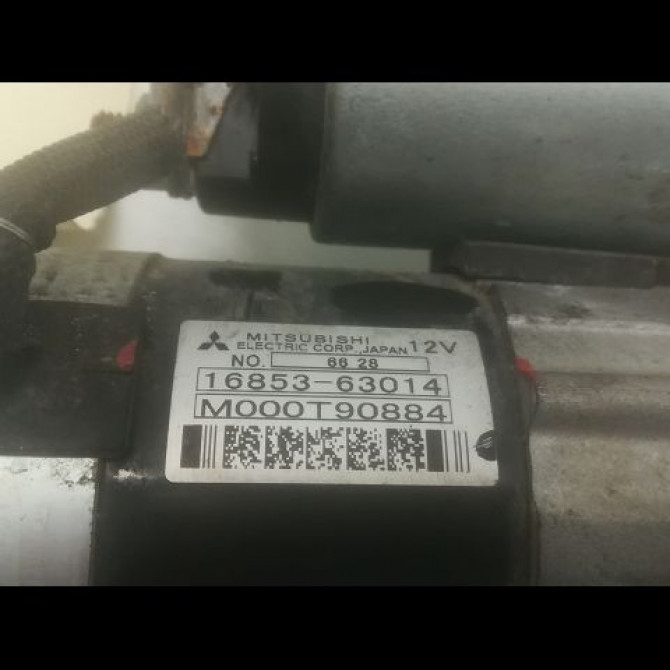 MITSUBISHI
ELECTRIC CORP.,JAPAN 12V
NO. 66 28
16853-63014
M000T90884